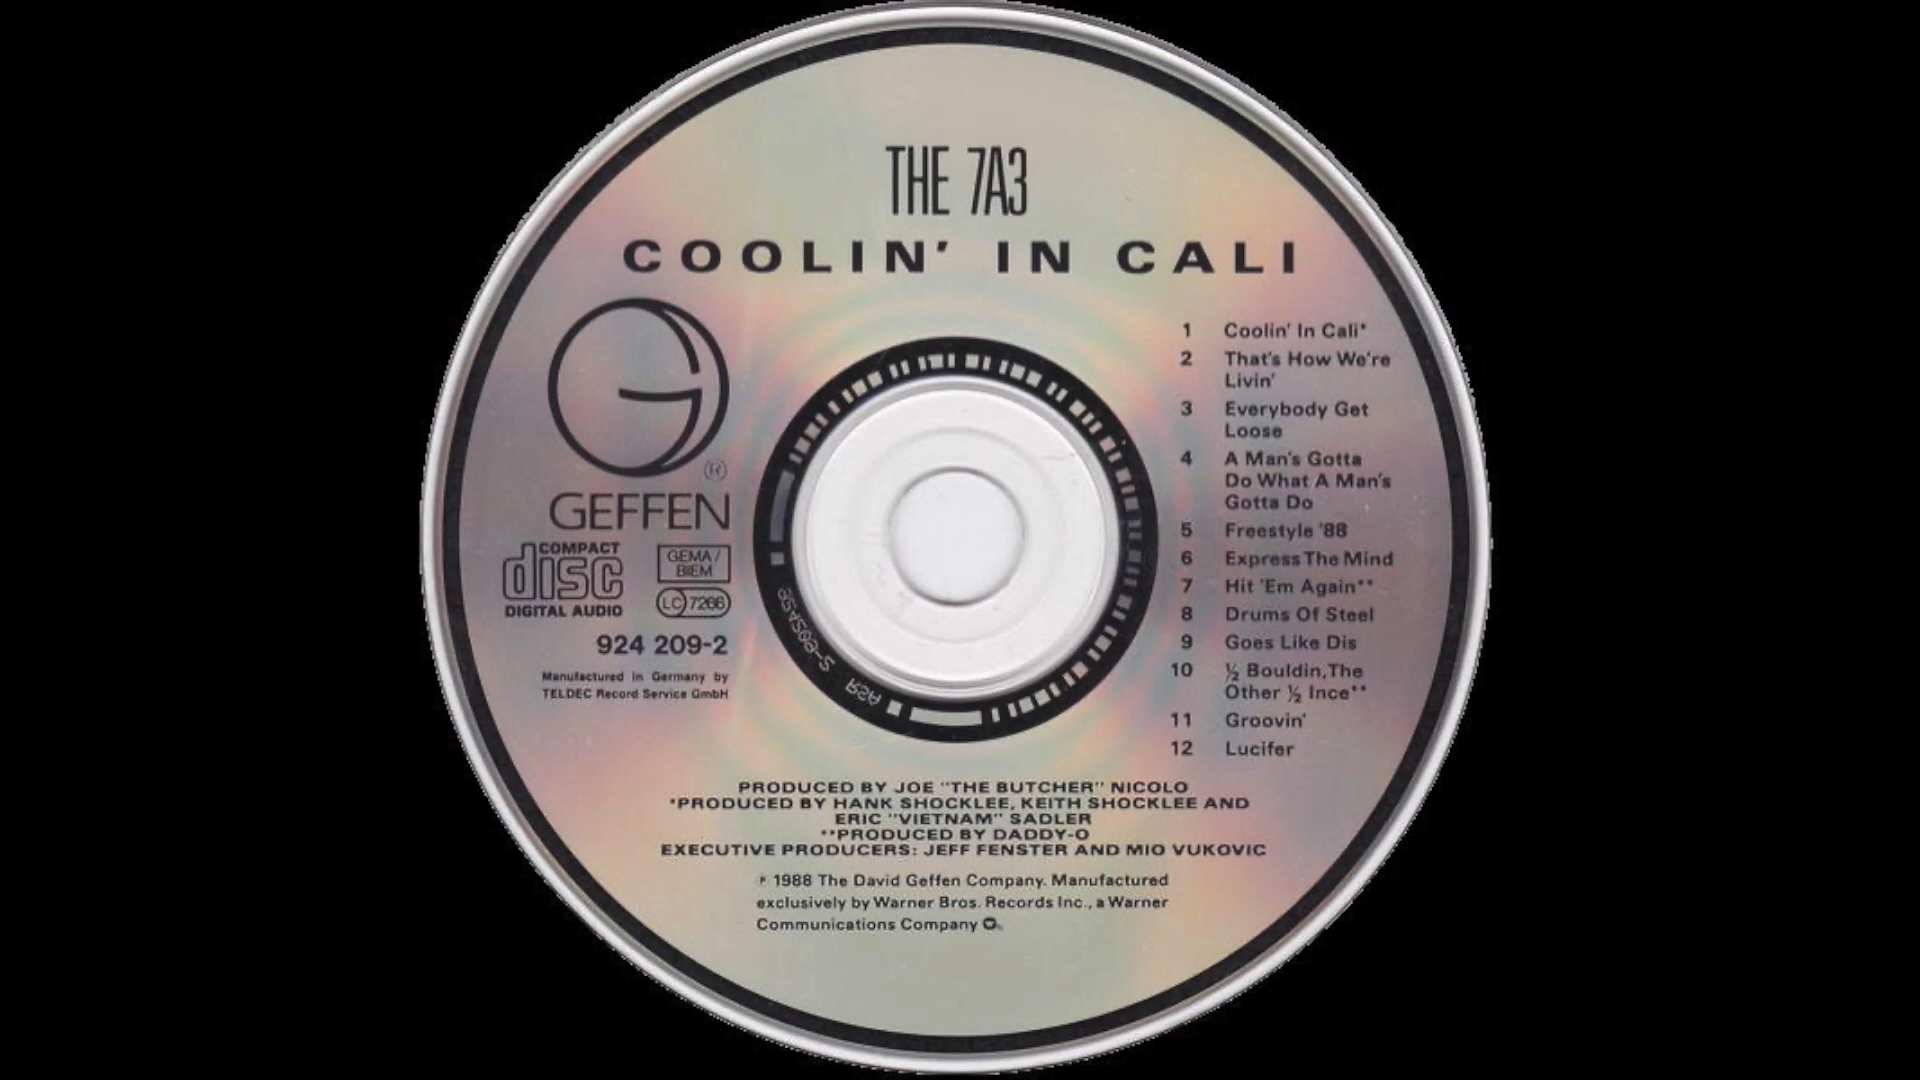 THE 7A3
COOLIN' IN CALI
GEFFEN
®
COMPACT
disc
DIGITAL AUDIO
GEMA/
BIEM
LC 7266
924 209-2
Manufactured in Germany by
TELDEC Record Service GmbH
1 Coolin' In Cali*
2 That's How We're
Livin'
3 Everybody Get
Loose
4 A Man's Gotta
Do What A Man's
Gotta Do
5 Freestyle '88
6 Express The Mind
7 Hit 'Em Again**
8 Drums Of Steel
9 Goes Like Dis
10 ½ Bouldin,The
Other ½ Ince**
11 Groovin'
12 Lucifer
PRODUCED BY JOE "THE BUTCHER" NICOLO
*PRODUCED BY HANK SHOCKLEE, KEITH SHOCKLEE AND
ERIC "VIETNAM" SADLER
**PRODUCED BY DADDY-O
EXECUTIVE PRODUCERS: JEFF FENSTER AND MIO VUKOVIC
℗ 1988 The David Geffen Company. Manufactured
exclusively by Warner Bros. Records Inc., a Warner
Communications Company